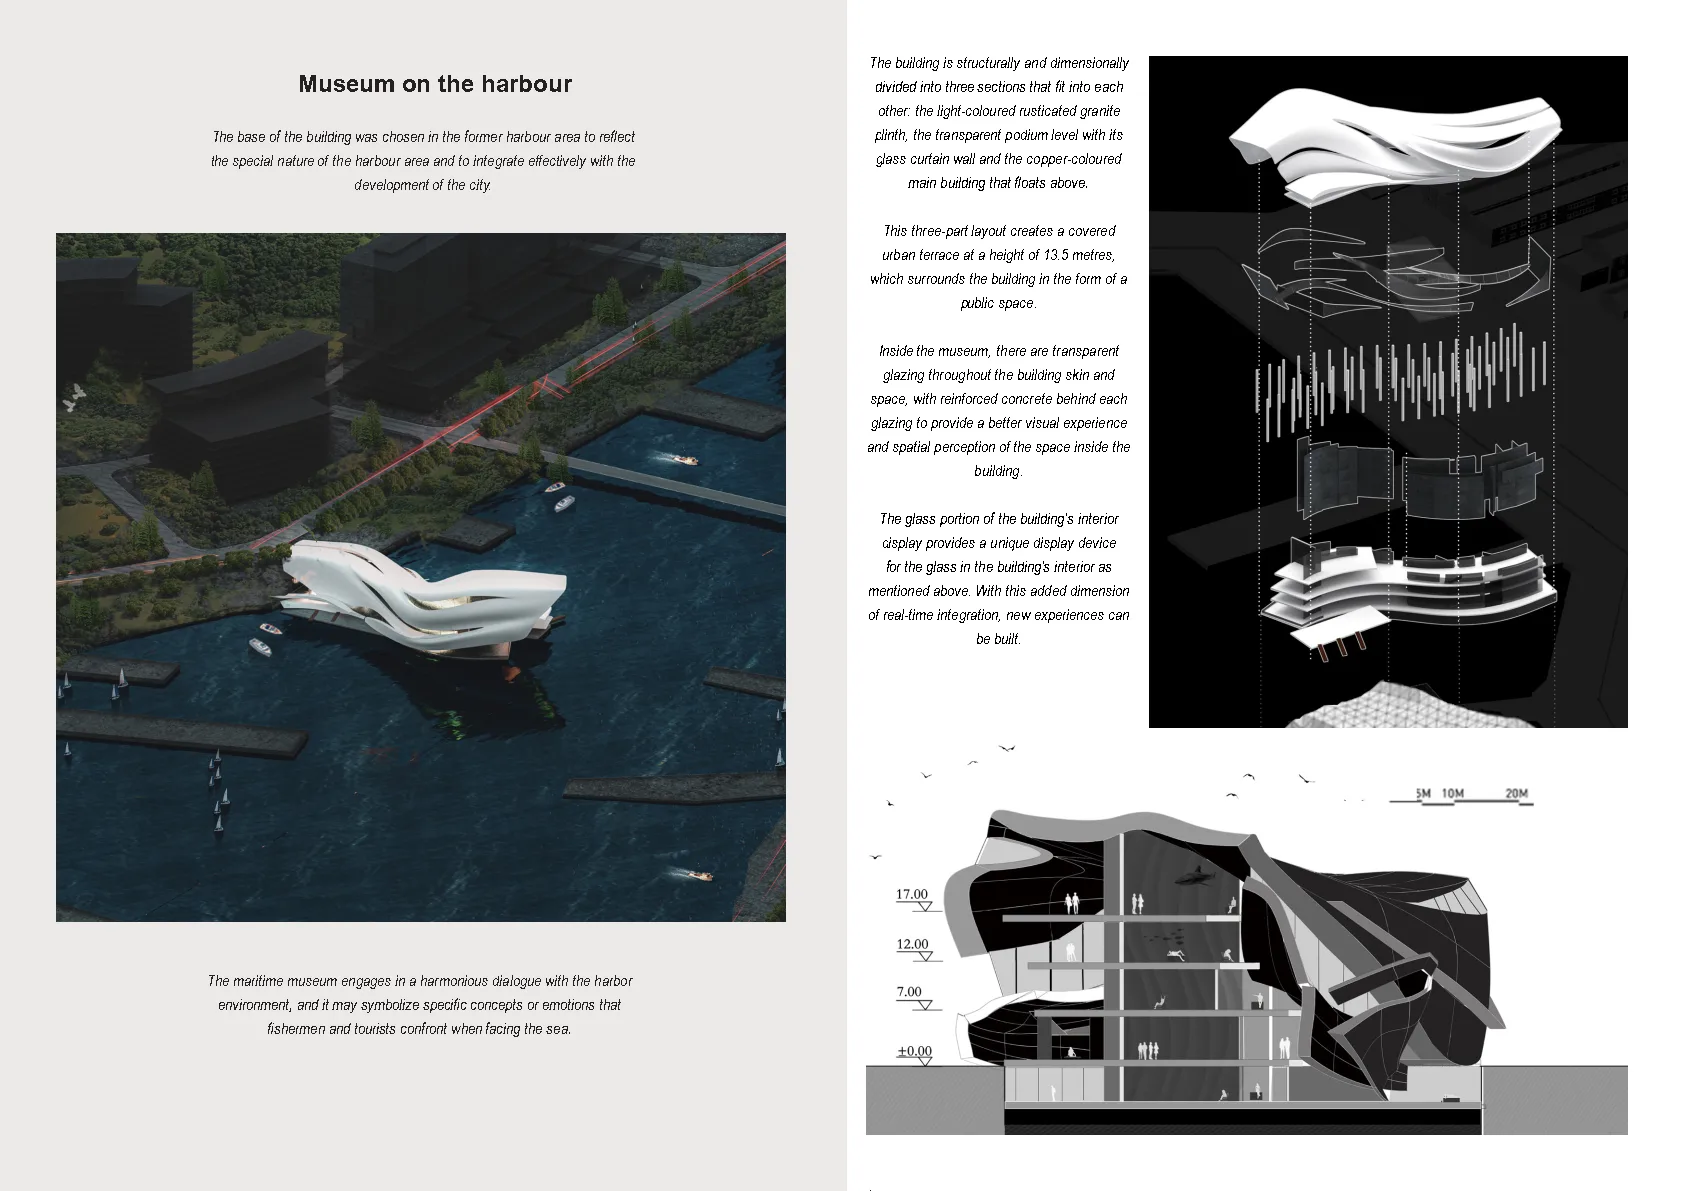 Museum on the harbour
The base of the building was chosen in the former harbour area to reflect
the special nature of the harbour area and to integrate effectively with the
development of the city.
The maritime museum engages in a harmonious dialogue with the harbor
environment, and it may symbolize specific concepts or emotions that
fishermen and tourists confront when facing the sea.
The building is structurally and dimensionally
divided into three sections that fit into each
other: the light-coloured rusticated granite
plinth, the transparent podium level with its
glass curtain wall and the copper-coloured
main building that floats above.
This three-part layout creates a covered
urban terrace at a height of 13.5 metres,
which surrounds the building in the form of a
public space.
Inside the museum, there are transparent
glazing throughout the building skin and
space, with reinforced concrete behind each
glazing to provide a better visual experience
and spatial perception of the space inside the
building.
The glass portion of the building's interior
display provides a unique display device
for the glass in the building's interior as
mentioned above. With this added dimension
of real-time integration, new experiences can
be built.
5M 10M 20M
17.00
12.00
7.00
±0.00